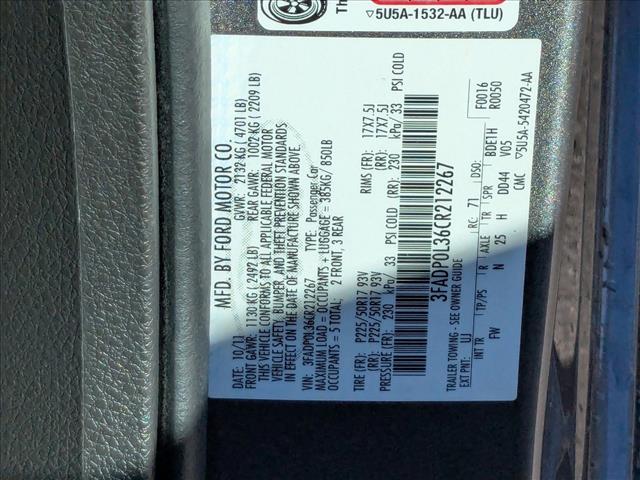 MFD. BY FORD MOTOR CO.
DATE: 10/11 GVWR: 2132 KG ( 4701 LB)
FRONT GAWR: 1130 KG ( 2492 LB) REAR GAWR: 1002 KG ( 2209 LB)
THIS VEHICLE CONFORMS TO ALL APPLICABLE FEDERAL MOTOR
VEHICLE SAFETY, BUMPER, AND THEFT PREVENTION STANDARDS
IN EFFECT ON THE DATE OF MANUFACTURE SHOWN ABOVE.
VIN: 3FADP0L36CR212267 TYPE: Passenger Car
MAXIMUM LOAD = OCCUPANTS + LUGGAGE = 385KG/ 850LB
OCCUPANTS = 5 TOTAL: 2 FRONT, 3 REAR
TIRE (FR): P225/50R17 93V RIMS (FR): 17X7.5J
(RR): P225/50R17 93V (RR): 17X7.5J
PRESSURE (FR): 230 kPa/ 33 PSI COLD (RR): 230 kPa/ 33 PSI COLD
3FADP0L36CR212267
TRAILER TOWING - SEE OWNER GUIDE
EXT PNT: UJ RC: 71 DSO: F0016
R0050
INT TR TP/PS R AXLE TR SPR BDE1H
FW N 25 H DD44 T05
CMC ▽5U5A-5420472-AA
Th
▽5U5A-1532-AA (TLU)